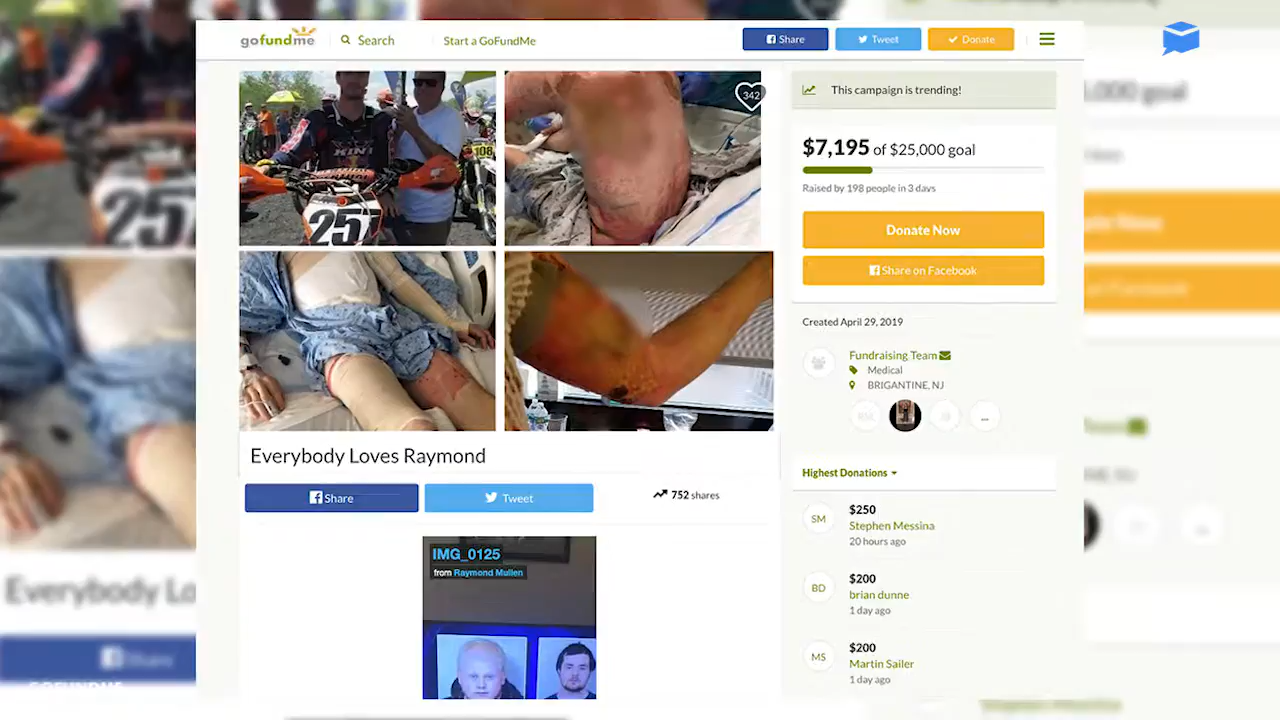 gofundme
Search
Start a GoFundMe
Share
Tweet
Donate
342
This campaign is trending!
108
257
$7,195 of $25,000 goal
Raised by 198 people in 3 days
Donate Now
Share on Facebook
Created April 29, 2019
Fundraising Team
Medical
BRIGANTINE, NJ
...
Everybody Loves Raymond
Share
Tweet
752 shares
Highest Donations
SM
$250
Stephen Messina
20 hours ago
BD
$200
brian dunne
1 day ago
MS
$200
Martin Sailer
1 day ago
IMG_0125
from Raymond Mullen
GOFUNDME